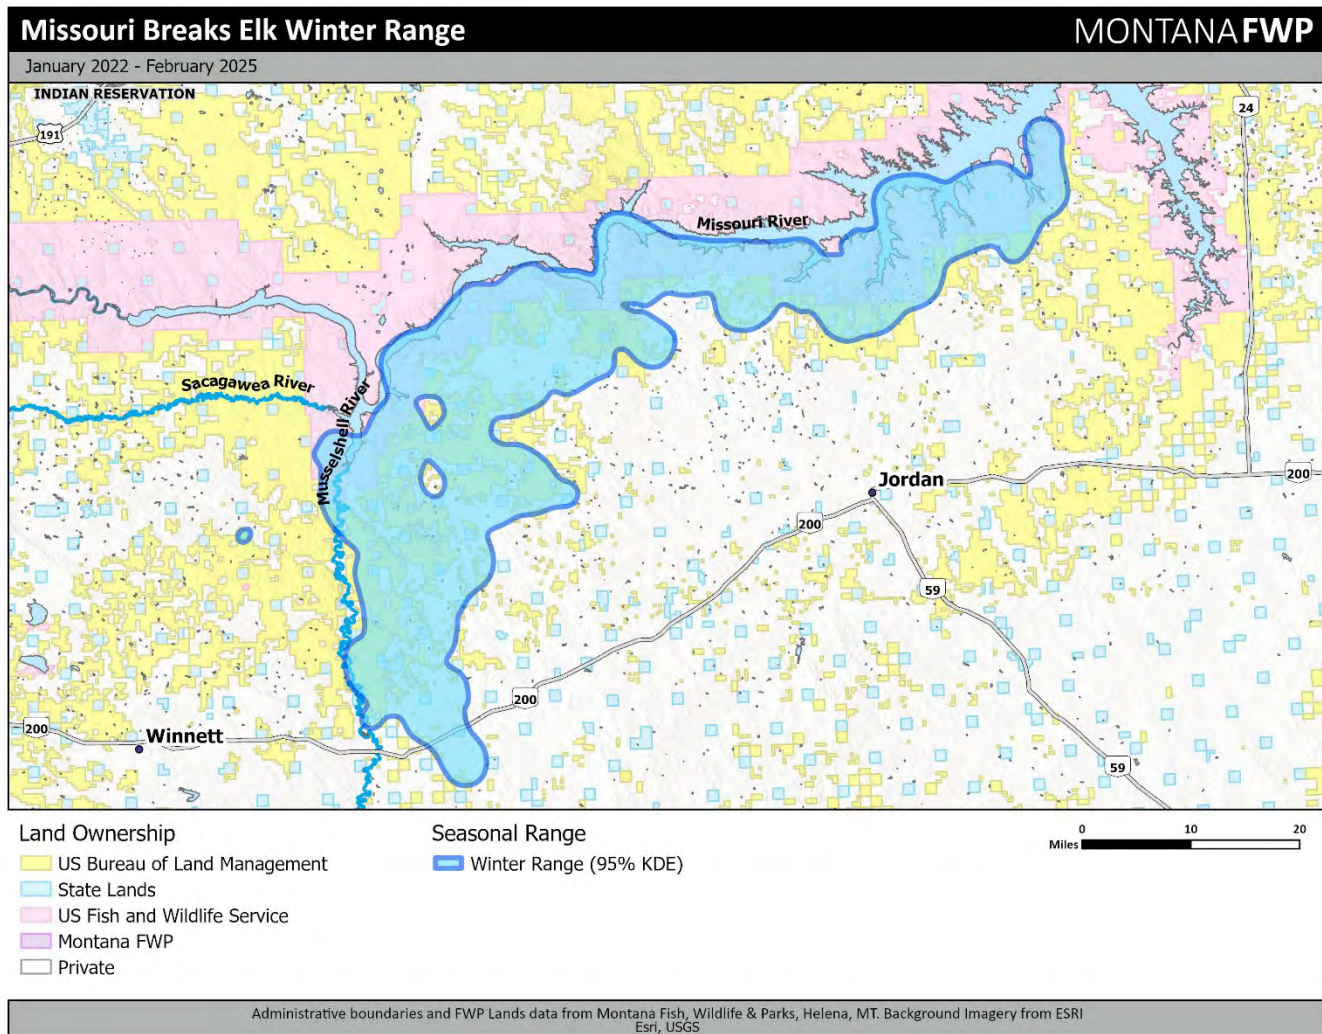 Missouri Breaks Elk Winter Range
MONTANA FWP
January 2022 - February 2025
INDIAN RESERVATION
191
24
Missouri River
Sacagawea River
Musselshell River
Jordan
200
200
59
200
200
Winnett
59
Land Ownership
US Bureau of Land Management
State Lands
US Fish and Wildlife Service
Montana FWP
Private
Seasonal Range
Winter Range (95% KDE)
0 10 20
Miles
Administrative boundaries and FWP Lands data from Montana Fish, Wildlife & Parks, Helena, MT. Background Imagery from ESRI
Esri, USGS